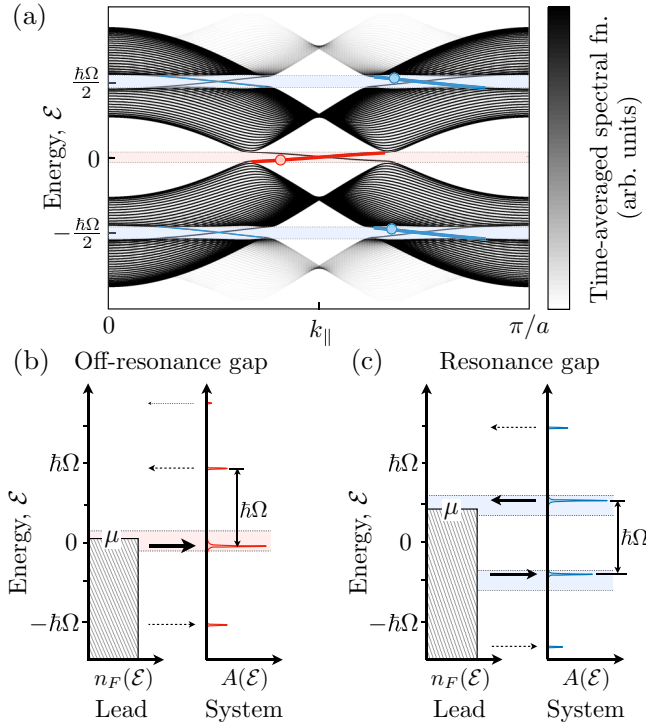 (a)
Energy, ℰ
ħΩ/2
0
−ħΩ/2
0
k∥
π/a
Time-averaged spectral fn.
(arb. units)
(b)
Off-resonance gap
Energy, ℰ
ħΩ
0
−ħΩ
μ
ħΩ
n_F(ℰ)
A(ℰ)
Lead
System
(c)
Resonance gap
Energy, ℰ
ħΩ
0
−ħΩ
μ
ħΩ
n_F(ℰ)
A(ℰ)
Lead
System